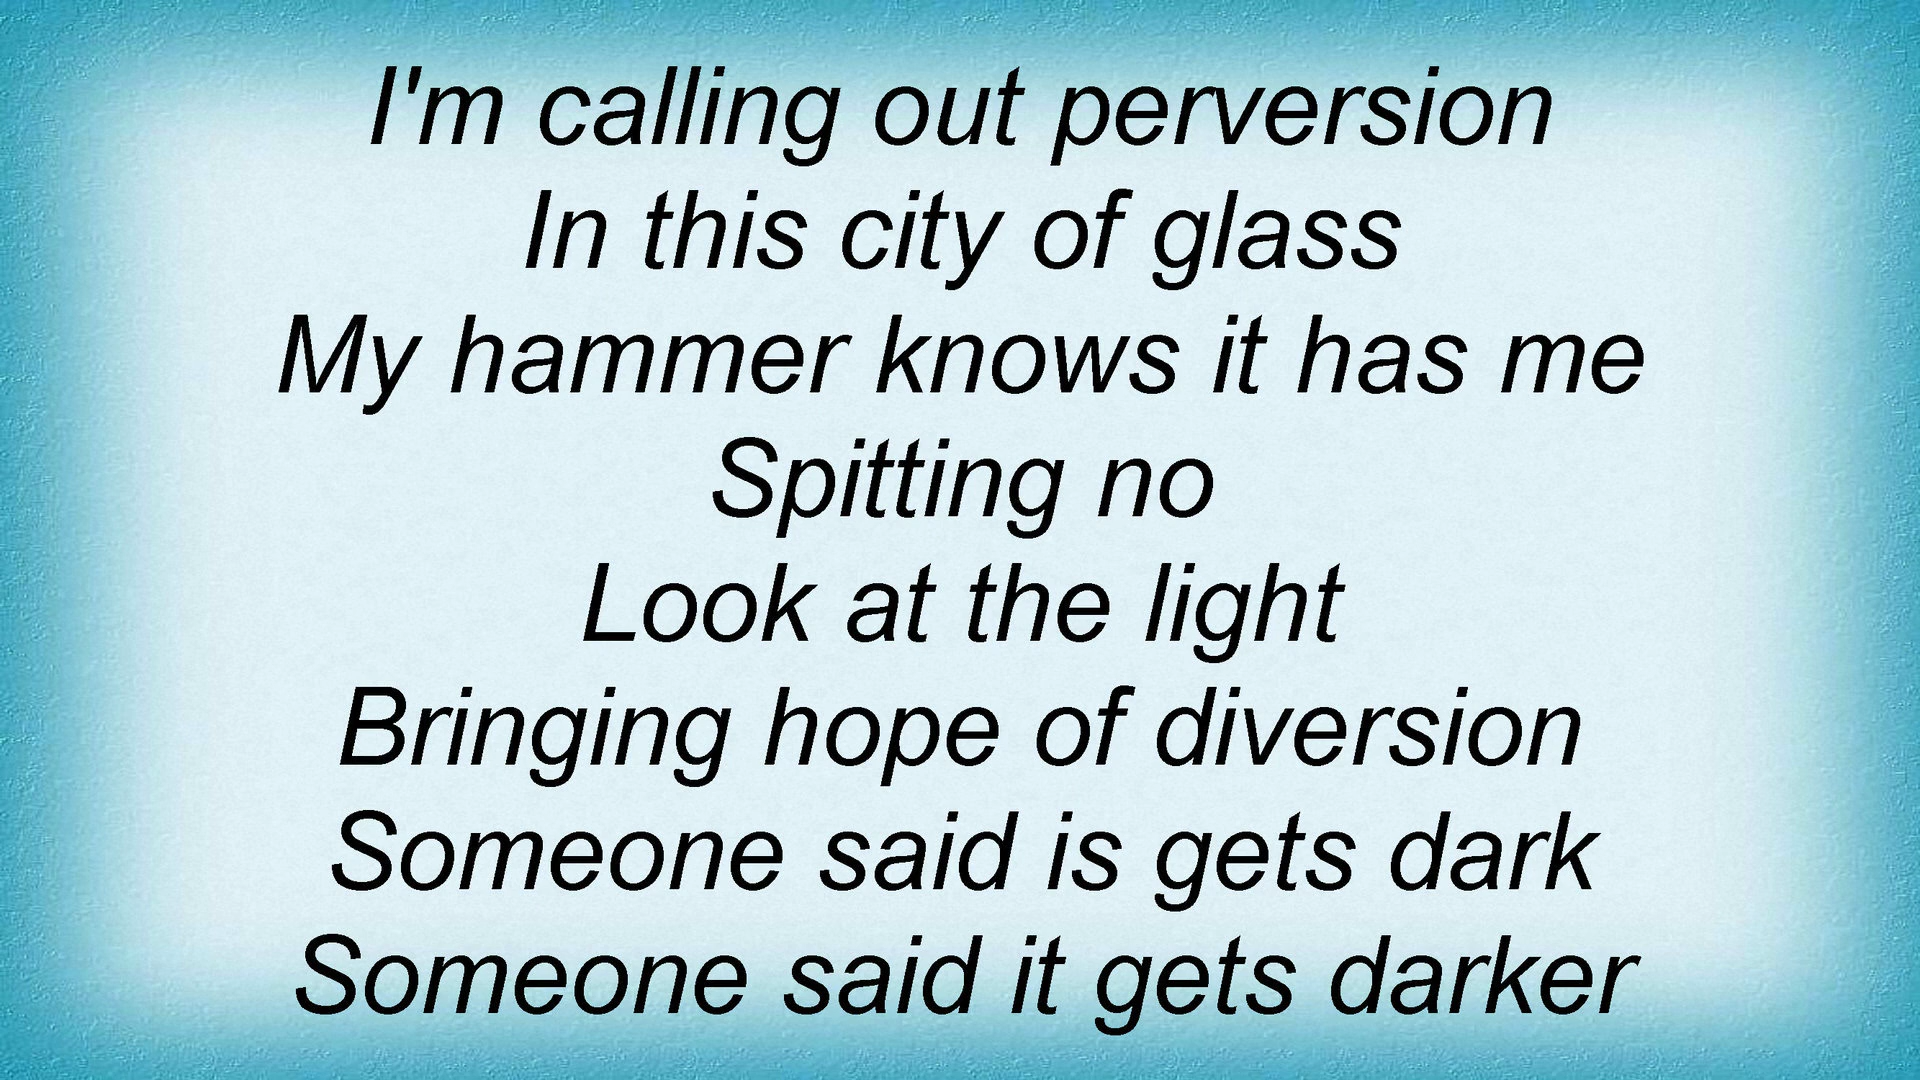 I'm calling out perversion
In this city of glass
My hammer knows it has me
Spitting no
Look at the light
Bringing hope of diversion
Someone said is gets dark
Someone said it gets darker